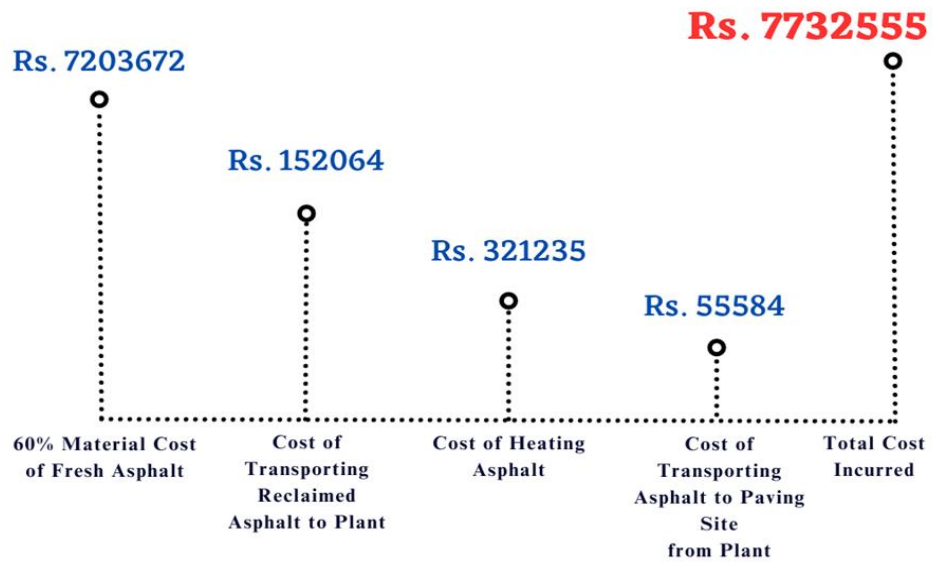 Rs. 7732555
Rs. 7203672
Rs. 152064
Rs. 321235
Rs. 55584
60% Material Cost
of Fresh Asphalt
Cost of
Transporting
Reclaimed
Asphalt to Plant
Cost of Heating
Asphalt
Cost of
Transporting
Asphalt to Paving
Site
from Plant
Total Cost
Incurred